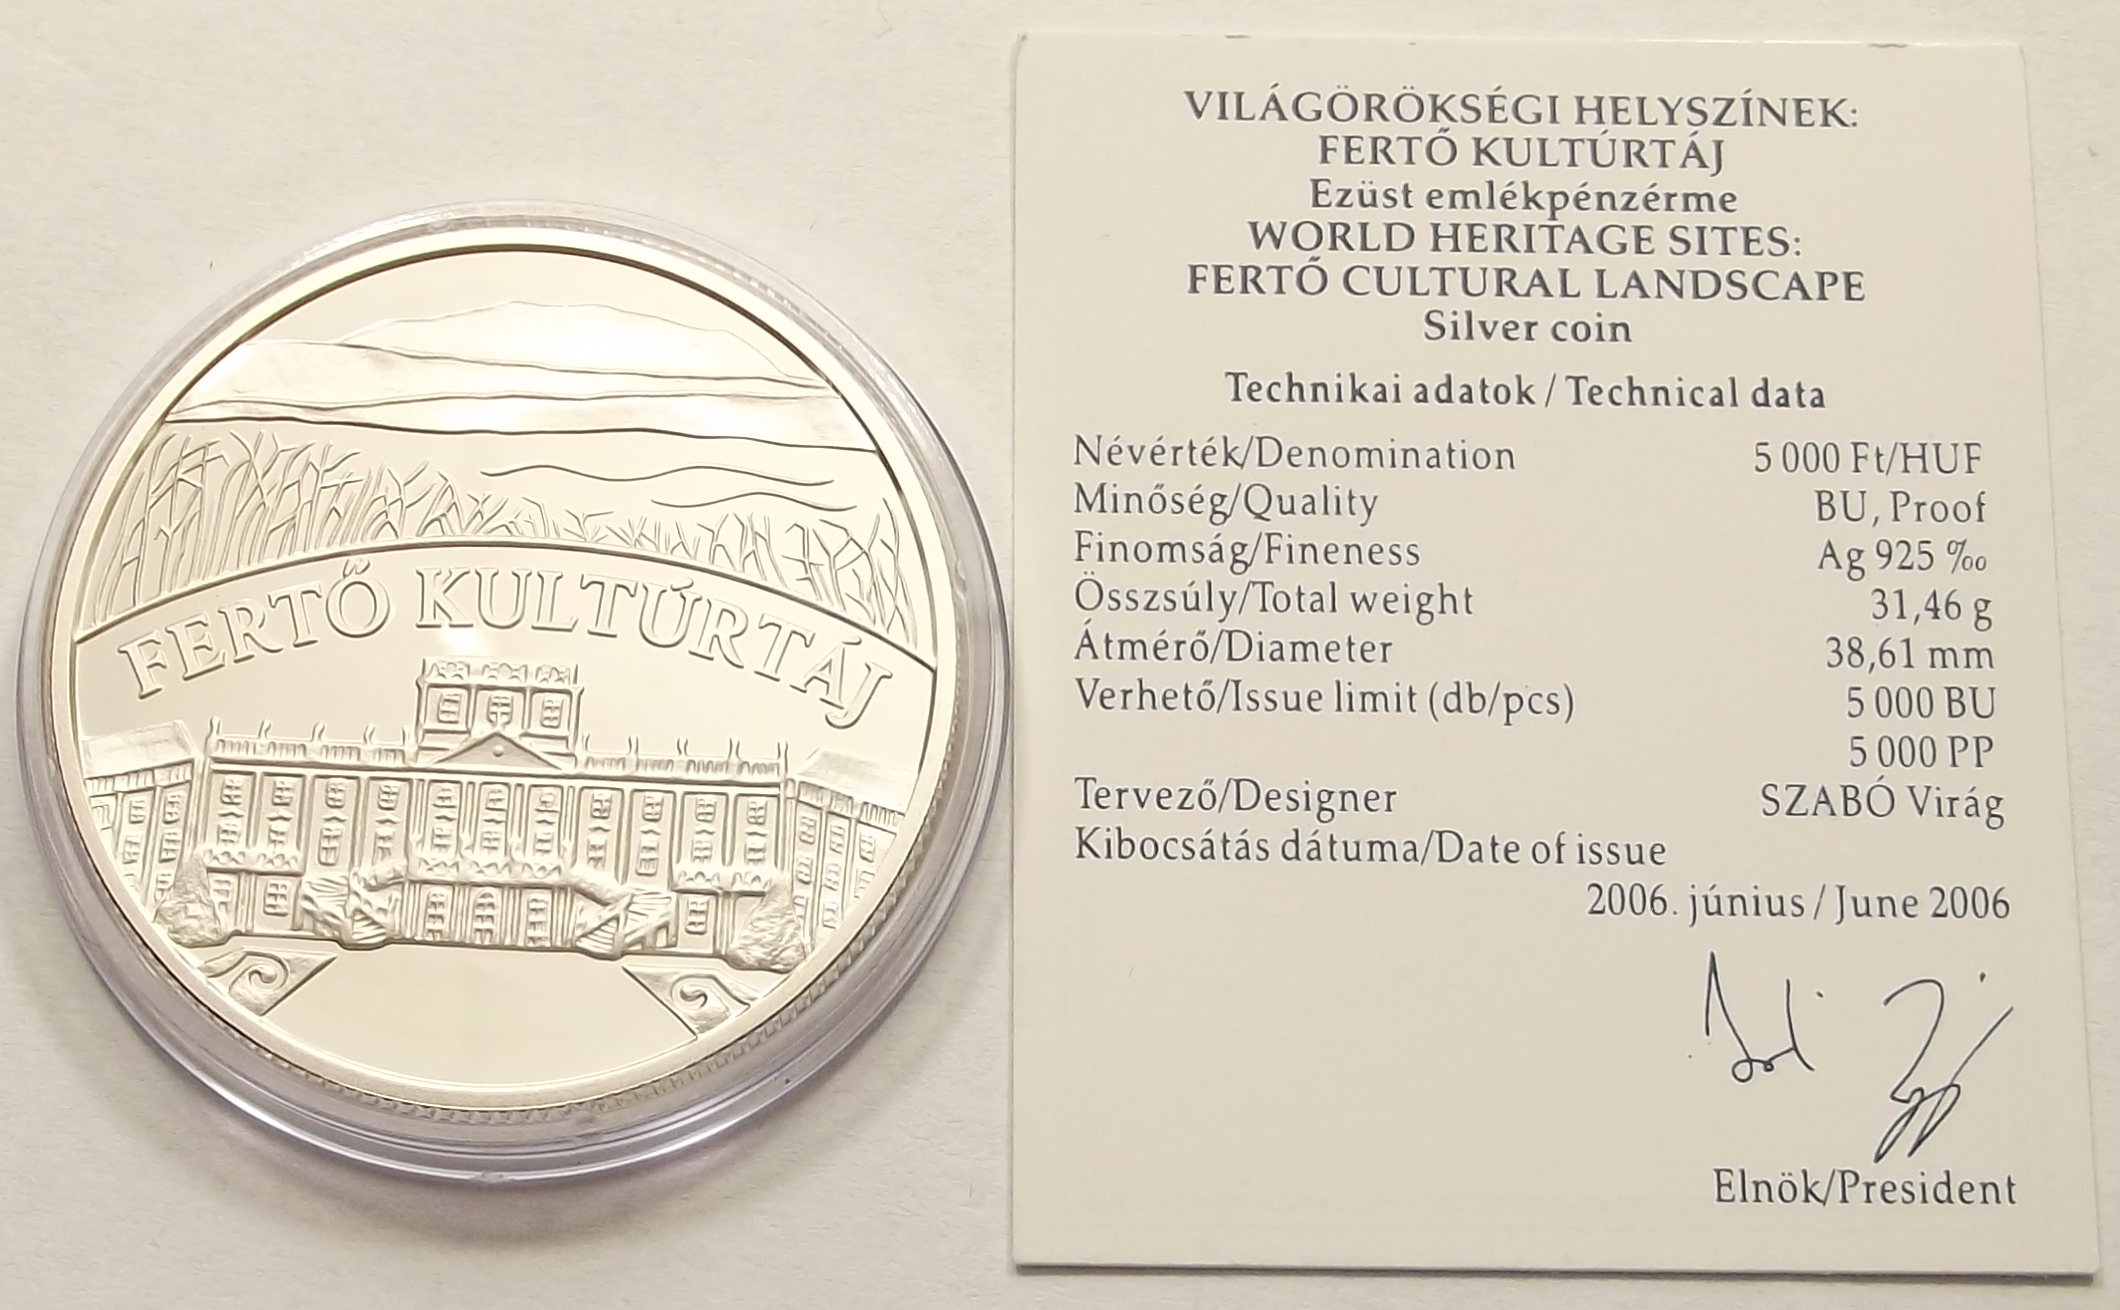 FERTŐ KULTÚRTÁJ
VILÁGÖRÖKSÉGI HELYSZÍNEK:
FERTŐ KULTÚRTÁJ
Ezüst emlékpénzérme
WORLD HERITAGE SITES:
FERTŐ CULTURAL LANDSCAPE
Silver coin
Technikai adatok / Technical data
Névérték/Denomination 5 000 Ft/HUF
Minőség/Quality BU, Proof
Finomság/Fineness Ag 925 ‰
Összsúly/Total weight 31,46 g
Átmérő/Diameter 38,61 mm
Verhető/Issue limit (db/pcs) 5 000 BU
5 000 PP
Tervező/Designer SZABÓ Virág
Kibocsátás dátuma/Date of issue
2006. június / June 2006
Elnök/President